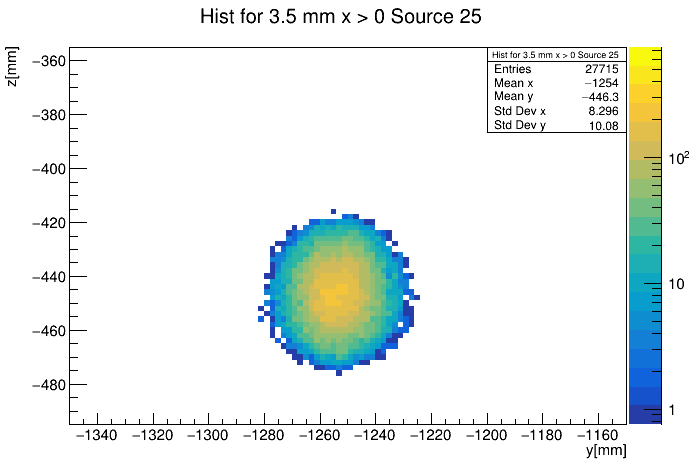 Hist for 3.5 mm x > 0 Source 25
z[mm]
Hist for 3.5 mm x > 0 Source 25
Entries 27715
Mean x −1254
Mean y −446.3
Std Dev x 8.296
Std Dev y 10.08
−360
−380
−400
−420
−440
−460
−480
10²
10
1
−1340 −1320 −1300 −1280 −1260 −1240 −1220 −1200 −1180 −1160
y[mm]